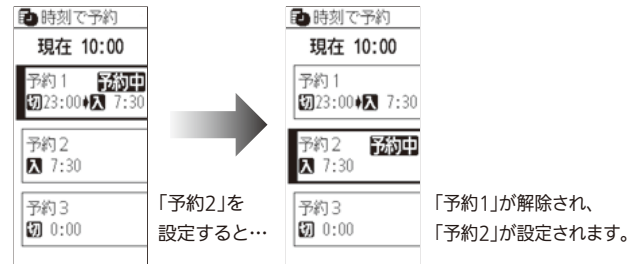 時刻で予約
現在 10:00
予約1 予約中
切23:00 入 7:30
予約2
入 7:30
予約3
切 0:00
「予約2」を
設定すると…
時刻で予約
現在 10:00
予約1
切23:00 入 7:30
予約2 予約中
入 7:30
予約3
切 0:00
「予約1」が解除され、
「予約2」が設定されます。